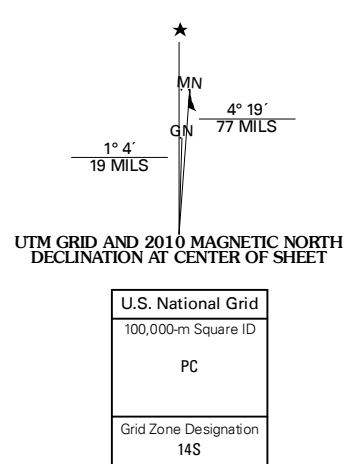 MN
4° 19´
77 MILS
GN
1° 4´
19 MILS
UTM GRID AND 2010 MAGNETIC NORTH
DECLINATION AT CENTER OF SHEET
U.S. National Grid
100,000-m Square ID
PC
Grid Zone Designation
14S